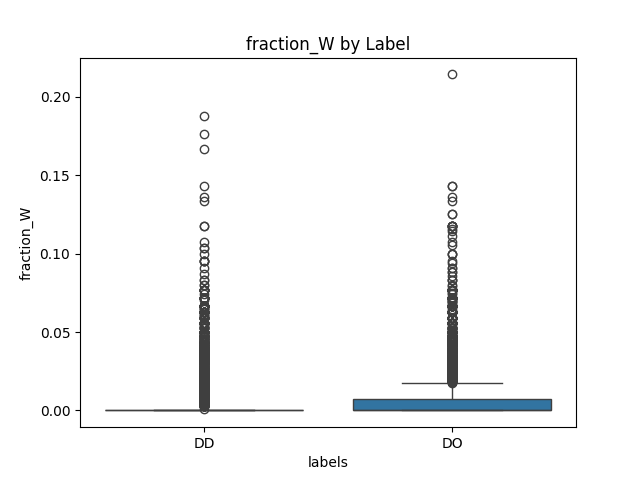 fraction_W by Label
0.20
0.15
0.10
0.05
0.00
fraction_W
DD
DO
labels